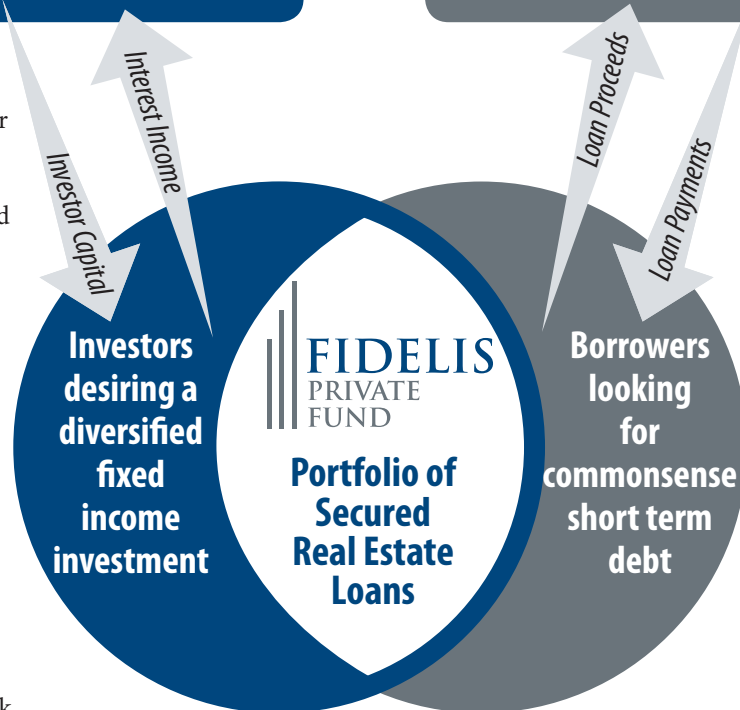 Interest Income
Investor Capital
Loan Proceeds
Loan Payments
r
d
Investors
desiring a
diversified
fixed
income
investment
FIDELIS
PRIVATE
FUND
Portfolio of
Secured
Real Estate
Loans
Borrowers
looking
for
commonsense
short term
debt
k